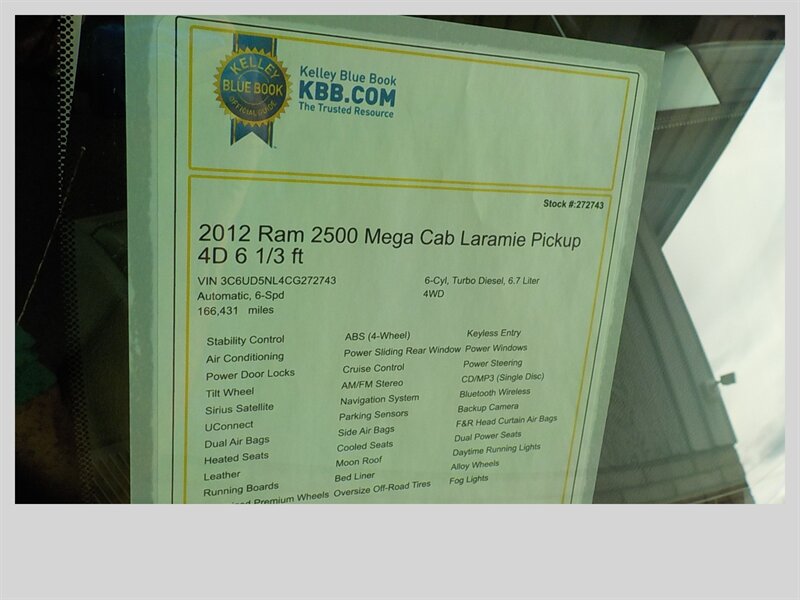 KELLEY
BLUE BOOK
OFFICIAL GUIDE
Kelley Blue Book
KBB.COM
The Trusted Resource
Stock #:272743
2012 Ram 2500 Mega Cab Laramie Pickup
4D 6 1/3 ft
VIN 3C6UD5NL4CG272743 6-Cyl, Turbo Diesel, 6.7 Liter
Automatic, 6-Spd 4WD
166,431 miles
Stability Control ABS (4-Wheel) Keyless Entry
Air Conditioning Power Sliding Rear Window Power Windows
Power Door Locks Cruise Control Power Steering
Tilt Wheel AM/FM Stereo CD/MP3 (Single Disc)
Sirius Satellite Navigation System Bluetooth Wireless
UConnect Parking Sensors Backup Camera
Dual Air Bags Side Air Bags F&R Head Curtain Air Bags
Heated Seats Cooled Seats Dual Power Seats
Leather Moon Roof Daytime Running Lights
Running Boards Bed Liner Alloy Wheels
Premium Wheels Oversize Off-Road Tires Fog Lights